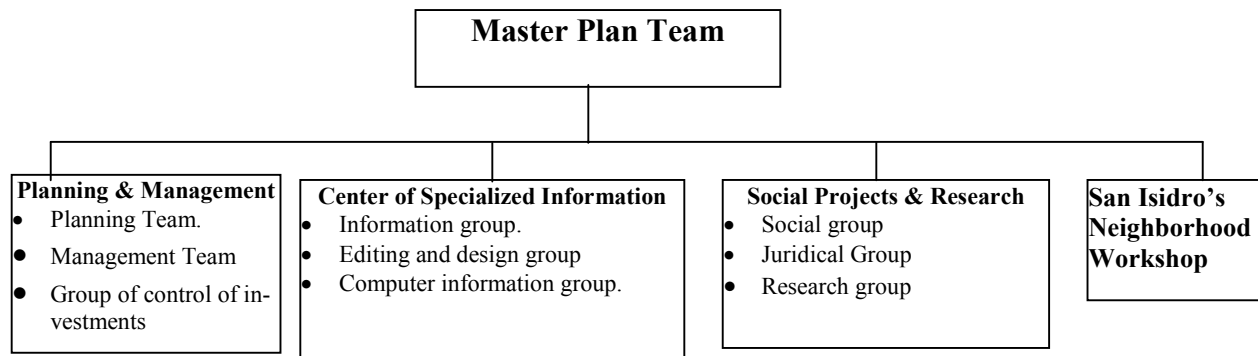 Master Plan Team
Planning & Management
• Planning Team.
• Management Team
• Group of control of in-
vestments
Center of Specialized Information
• Information group.
• Editing and design group
• Computer information group.
Social Projects & Research
• Social group
• Juridical Group
• Research group
San Isidro’s
Neighborhood
Workshop